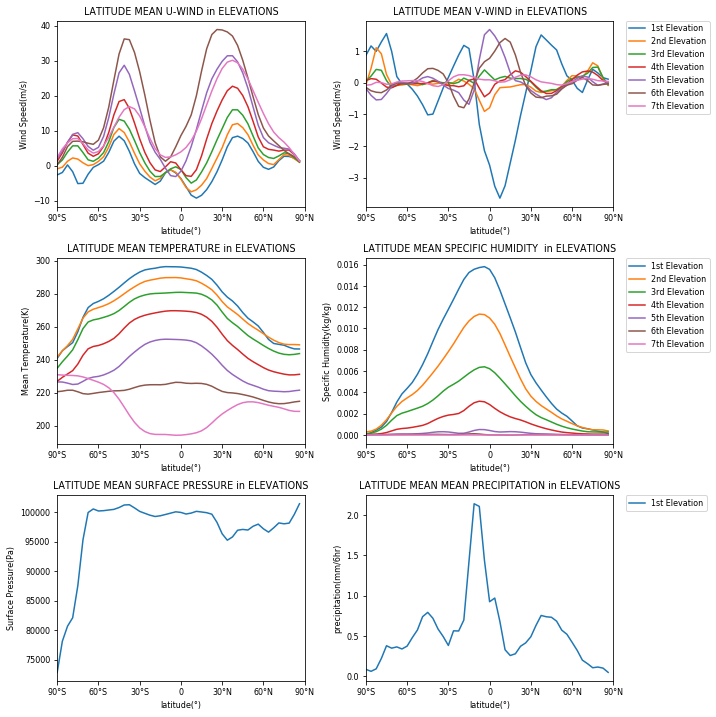 LATITUDE MEAN U-WIND in ELEVATIONS
Wind Speed(m/s)
40
30
20
10
0
−10
90°S 60°S 30°S 0 30°N 60°N 90°N
latitude(°)
LATITUDE MEAN V-WIND in ELEVATIONS
Wind Speed(m/s)
1
0
−1
−2
−3
90°S 60°S 30°S 0 30°N 60°N 90°N
latitude(°)
1st Elevation
2nd Elevation
3rd Elevation
4th Elevation
5th Elevation
6th Elevation
7th Elevation
LATITUDE MEAN TEMPERATURE in ELEVATIONS
Mean Temperature(K)
300
280
260
240
220
200
90°S 60°S 30°S 0 30°N 60°N 90°N
latitude(°)
LATITUDE MEAN SPECIFIC HUMIDITY in ELEVATIONS
Specific Humidity(kg/kg)
0.016
0.014
0.012
0.010
0.008
0.006
0.004
0.002
0.000
90°S 60°S 30°S 0 30°N 60°N 90°N
latitude(°)
1st Elevation
2nd Elevation
3rd Elevation
4th Elevation
5th Elevation
6th Elevation
7th Elevation
LATITUDE MEAN SURFACE PRESSURE in ELEVATIONS
Surface Pressure(Pa)
100000
95000
90000
85000
80000
75000
90°S 60°S 30°S 0 30°N 60°N 90°N
latitude(°)
LATITUDE MEAN MEAN PRECIPITATION in ELEVATIONS
precipitation(mm/6hr)
2.0
1.5
1.0
0.5
0.0
90°S 60°S 30°S 0 30°N 60°N 90°N
latitude(°)
1st Elevation